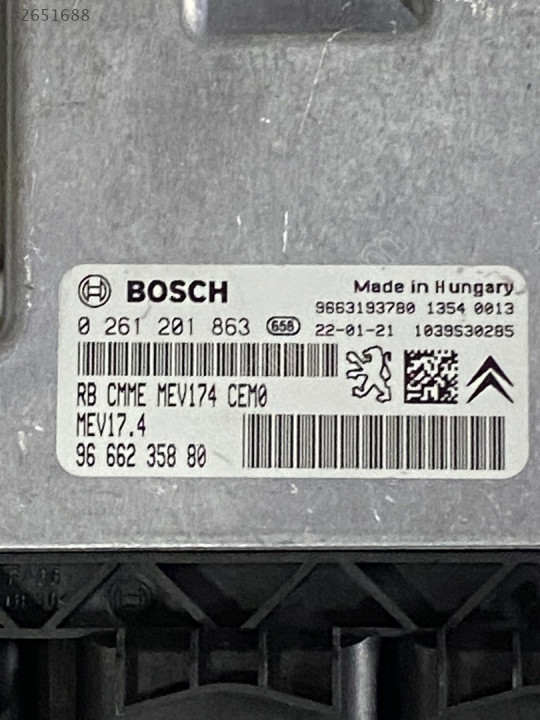 2651688
BOSCH
Made in Hungary
9663193780 1354 0013
0 261 201 863 658 22-01-21 1039S30285
RB CMME MEV174 CEM0
MEV17.4
96 662 358 80